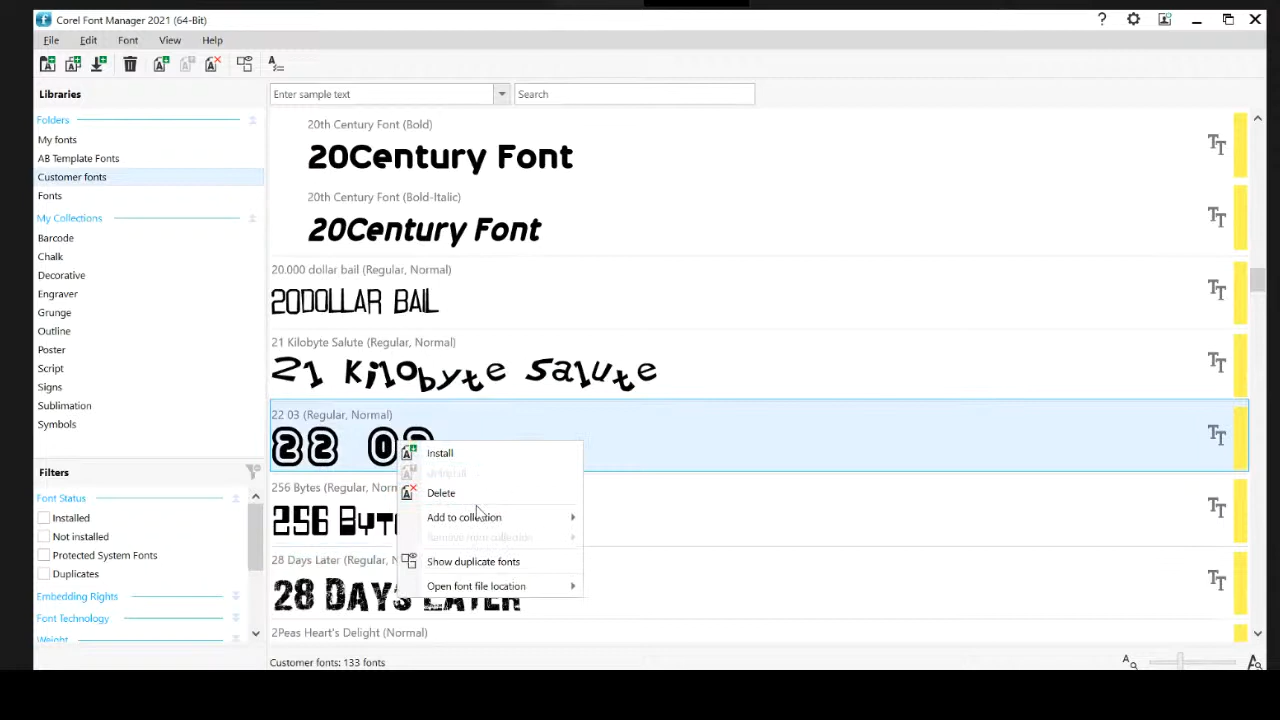 Corel Font Manager 2021 (64-Bit)
File Edit Font View Help
Libraries
Enter sample text
Search
Folders
My fonts
AB Template Fonts
Customer fonts
Fonts
My Collections
Barcode
Chalk
Decorative
Engraver
Grunge
Outline
Poster
Script
Signs
Sublimation
Symbols
Filters
Font Status
Installed
Not installed
Protected System Fonts
Duplicates
Embedding Rights
Font Technology
Weight
20th Century Font (Bold)
20Century Font
20th Century Font (Bold-Italic)
20Century Font
20.000 dollar bail (Regular, Normal)
20DOLLAR BAIL
21 Kilobyte Salute (Regular, Normal)
21 Kilobyte Salute
22 03 (Regular, Normal)
22 03
256 Bytes (Regular,
256
28 Days Later (Regular,
28 DAYS LATER
2Peas Heart's Delight (Normal)
Install
Delete
Add to collection
Remove from collection
Show duplicate fonts
Open font file location
Customer fonts: 133 fonts